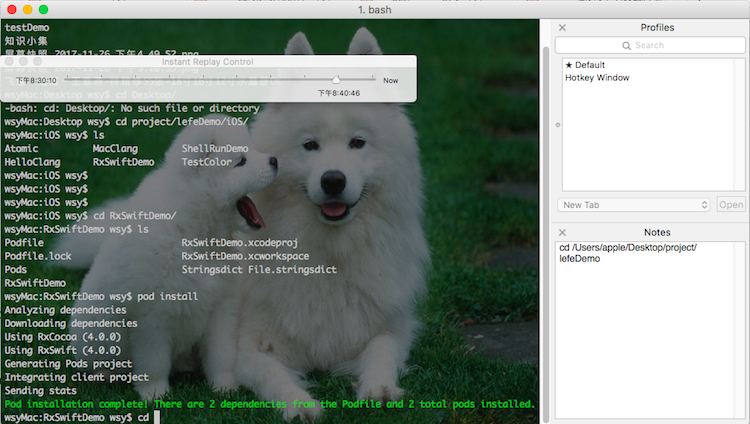 1. bash
testDemo
知识小集
屏幕快照 2017-11-26 下午4.49.52.png
Instant Replay Control
下午8:30:10
Now
下午8:40:46
-bash: cd: Desktop/: No such file or directory
wsyMac:Desktop wsy$ cd project/lefeDemo/iOS/
wsyMac:iOS wsy$ ls
Atomic MacClang ShellRunDemo
HelloClang RxSwiftDemo TestColor
wsyMac:iOS wsy$
wsyMac:iOS wsy$
wsyMac:iOS wsy$
wsyMac:iOS wsy$ cd RxSwiftDemo/
wsyMac:RxSwiftDemo wsy$ ls
Podfile RxSwiftDemo.xcodeproj
Podfile.lock RxSwiftDemo.xcworkspace
Pods Stringsdict File.stringsdict
RxSwiftDemo
wsyMac:RxSwiftDemo wsy$ pod install
Analyzing dependencies
Downloading dependencies
Using RxCocoa (4.0.0)
Using RxSwift (4.0.0)
Generating Pods project
Integrating client project
Sending stats
Pod installation complete! There are 2 dependencies from the Podfile and 2 total pods installed.
wsyMac:RxSwiftDemo wsy$ cd
Profiles
Search
★ Default
Hotkey Window
New Tab
Open
Notes
cd /Users/apple/Desktop/project/
lefeDemo